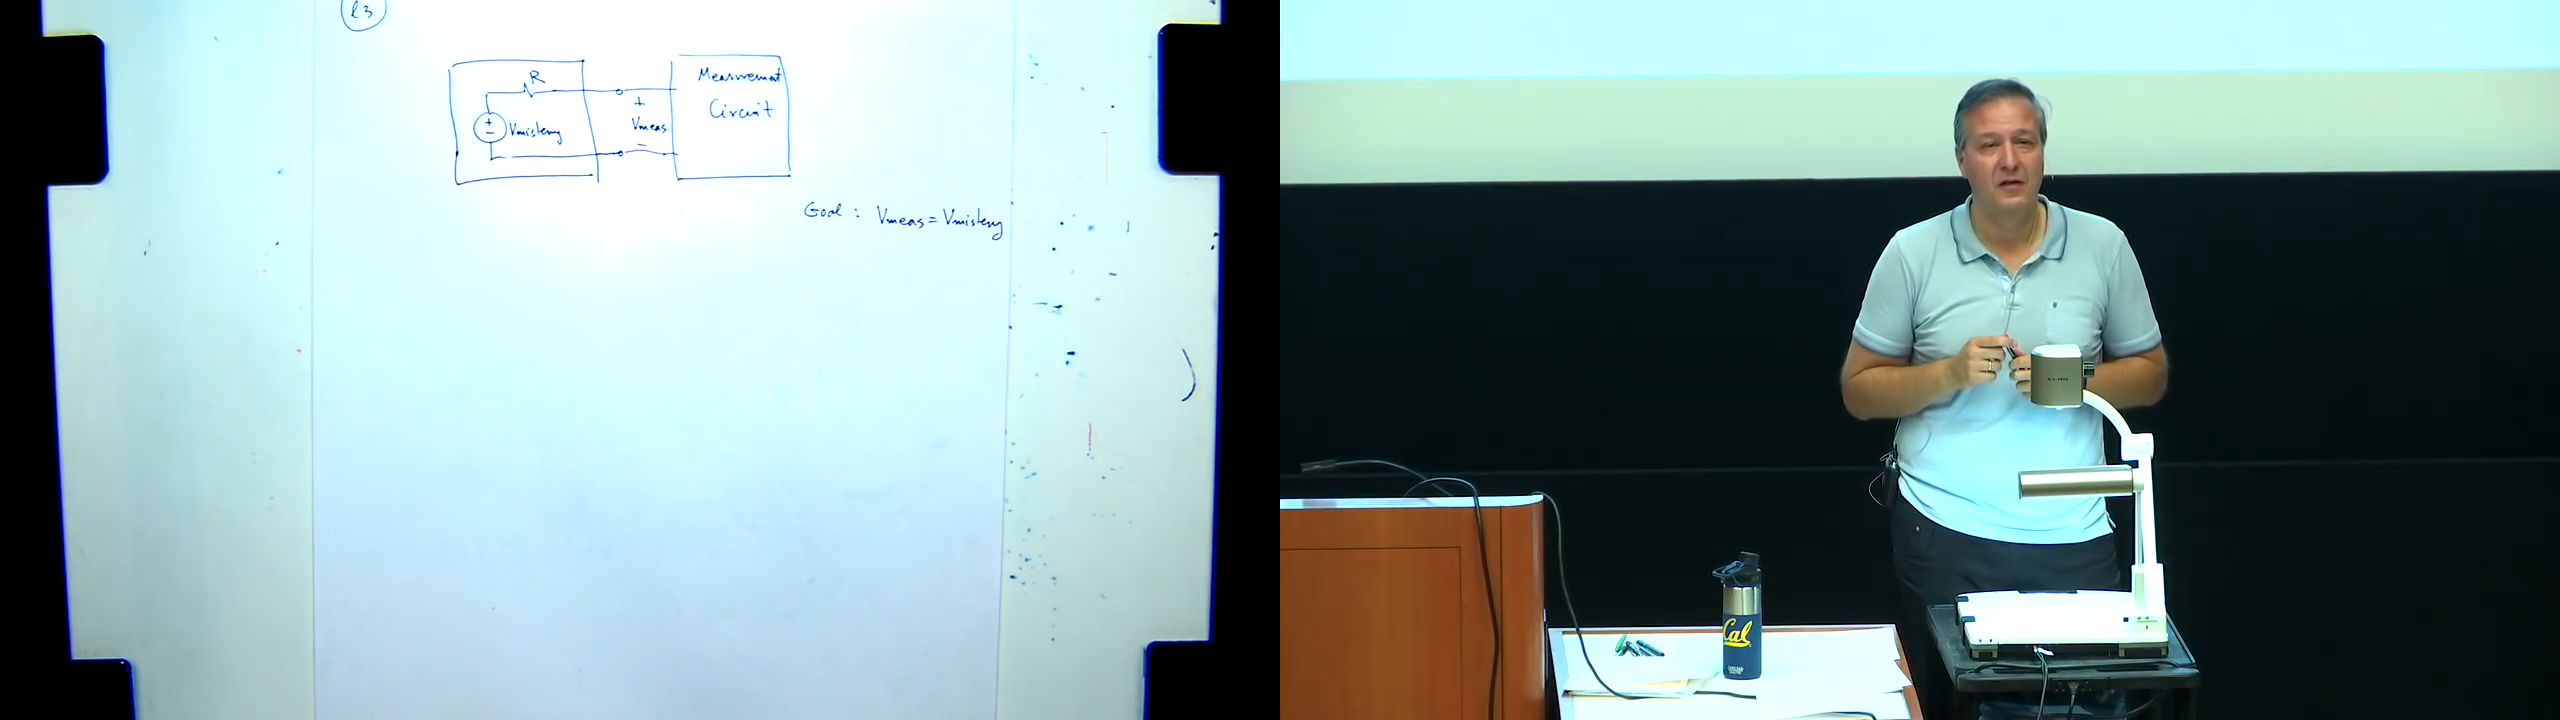 L3
R
+
-
Vmistery
+
Vmeas
-
Measurement
Circuit
Goal : Vmeas = Vmistery
Cal